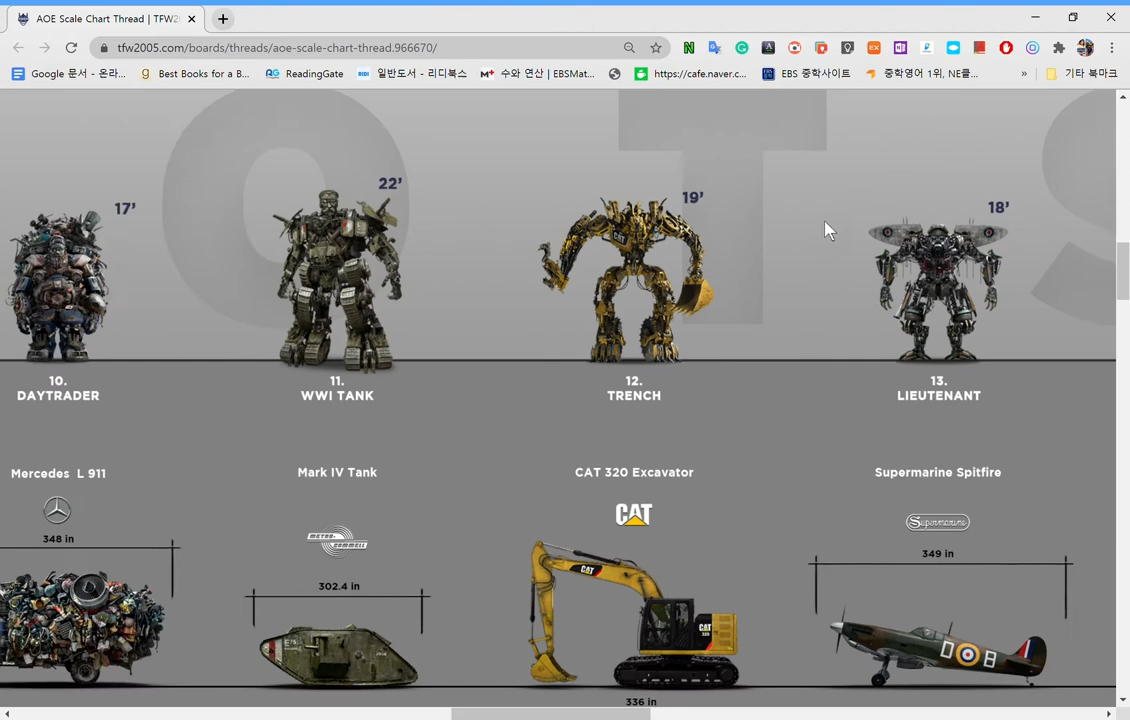 AOE Scale Chart Thread | TFW2
tfw2005.com/boards/threads/aoe-scale-chart-thread.966670/
Google 문서 - 온라...
Best Books for a B...
ReadingGate
RIDI
일반도서 - 리디북스
수와 연산 | EBSMat...
https://cafe.naver.c...
EBS 중학사이트
중학영어 1위, NE클...
»
기타 북마크
O T S
17'
22'
19'
18'
10.
DAYTRADER
11.
WWI TANK
12.
TRENCH
13.
LIEUTENANT
Mercedes L 911
Mark IV Tank
CAT 320 Excavator
Supermarine Spitfire
CAT
Supermarine
348 in
302.4 in
349 in
CAT
CAT
D B
336 in